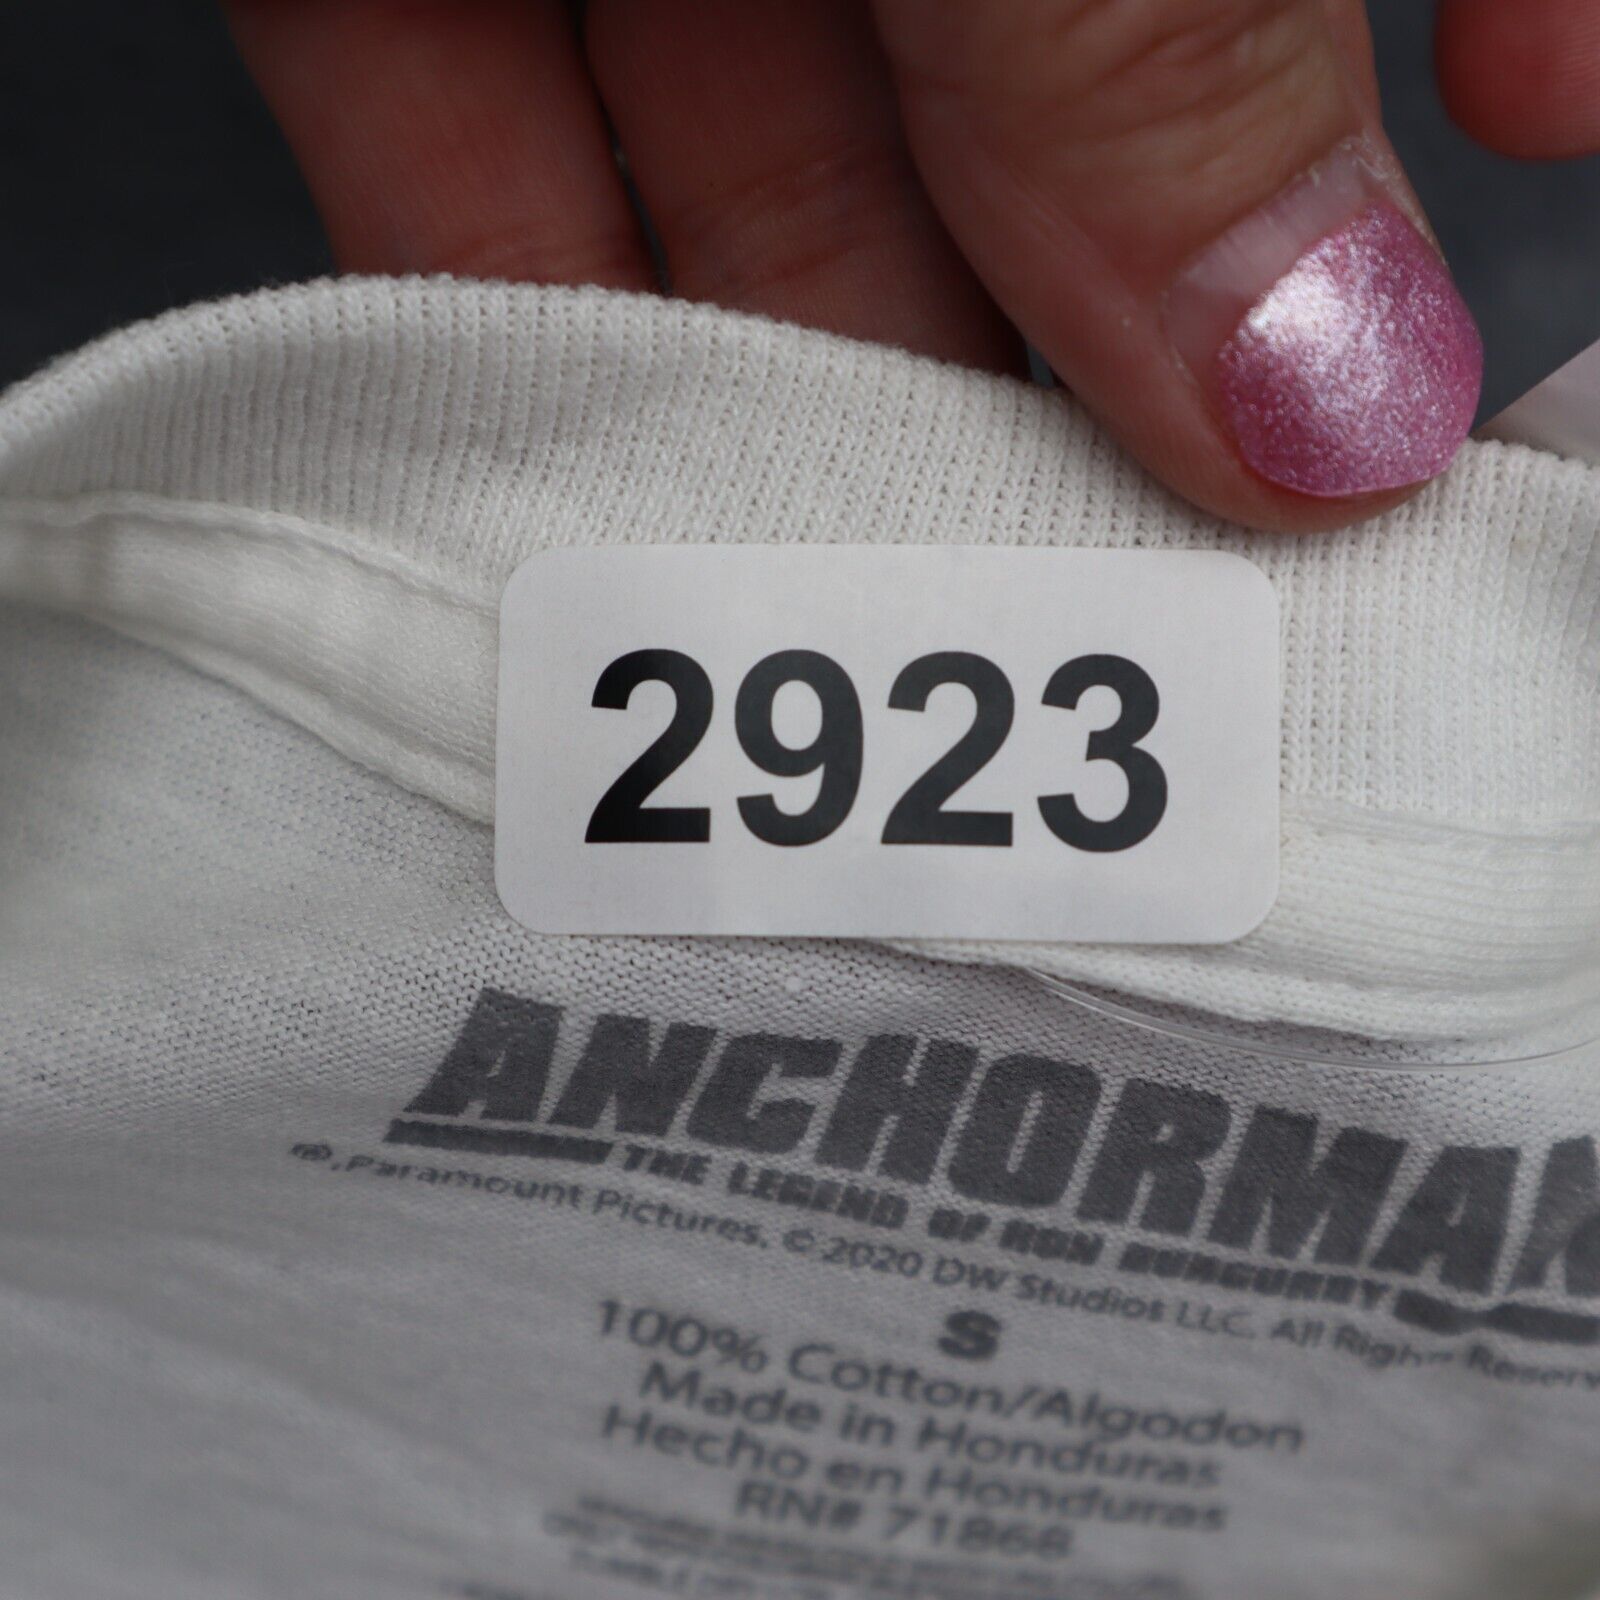 2923
ANCHORMAN
THE LEGEND OF RON BURGUNDY
®, Paramount Pictures. © 2020 DW Studios LLC. All Rights Reserv
S
100% Cotton/Algodon
Made in Honduras
Hecho en Honduras
RN# 71868